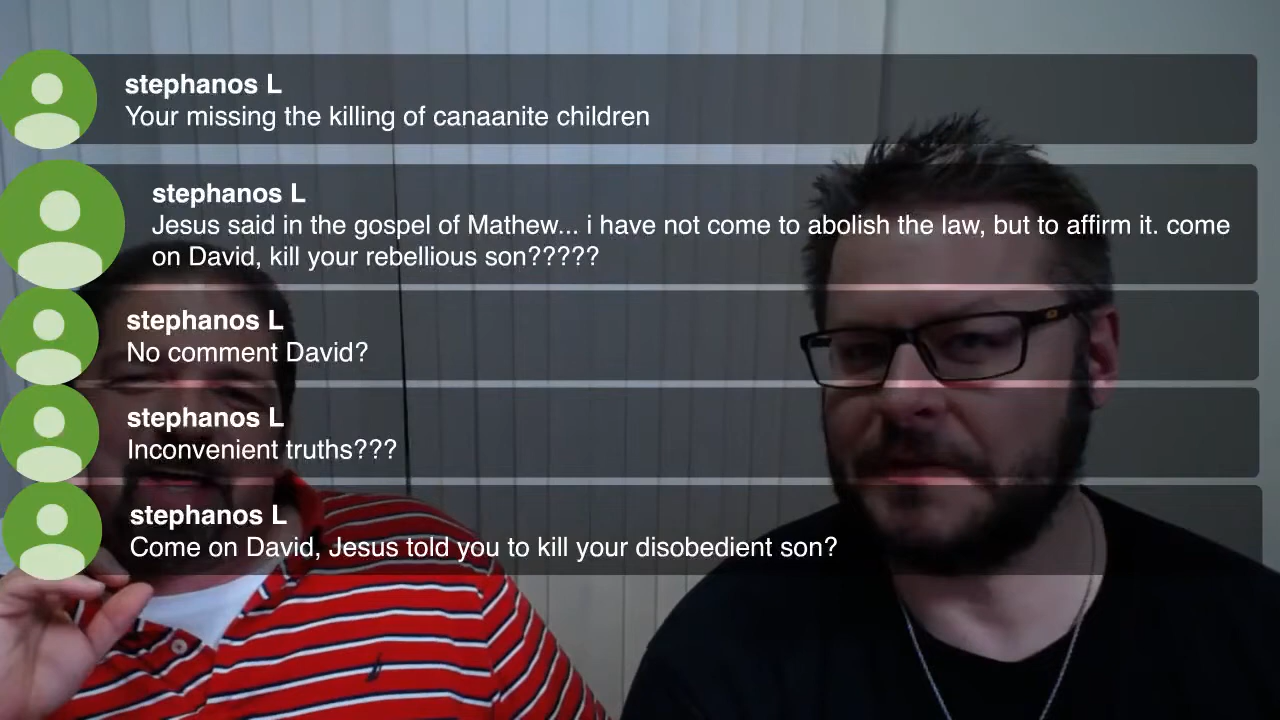 stephanos L
Your missing the killing of canaanite children
stephanos L
Jesus said in the gospel of Mathew... i have not come to abolish the law, but to affirm it. come
on David, kill your rebellious son?????
stephanos L
No comment David?
stephanos L
Inconvenient truths???
stephanos L
Come on David, Jesus told you to kill your disobedient son?